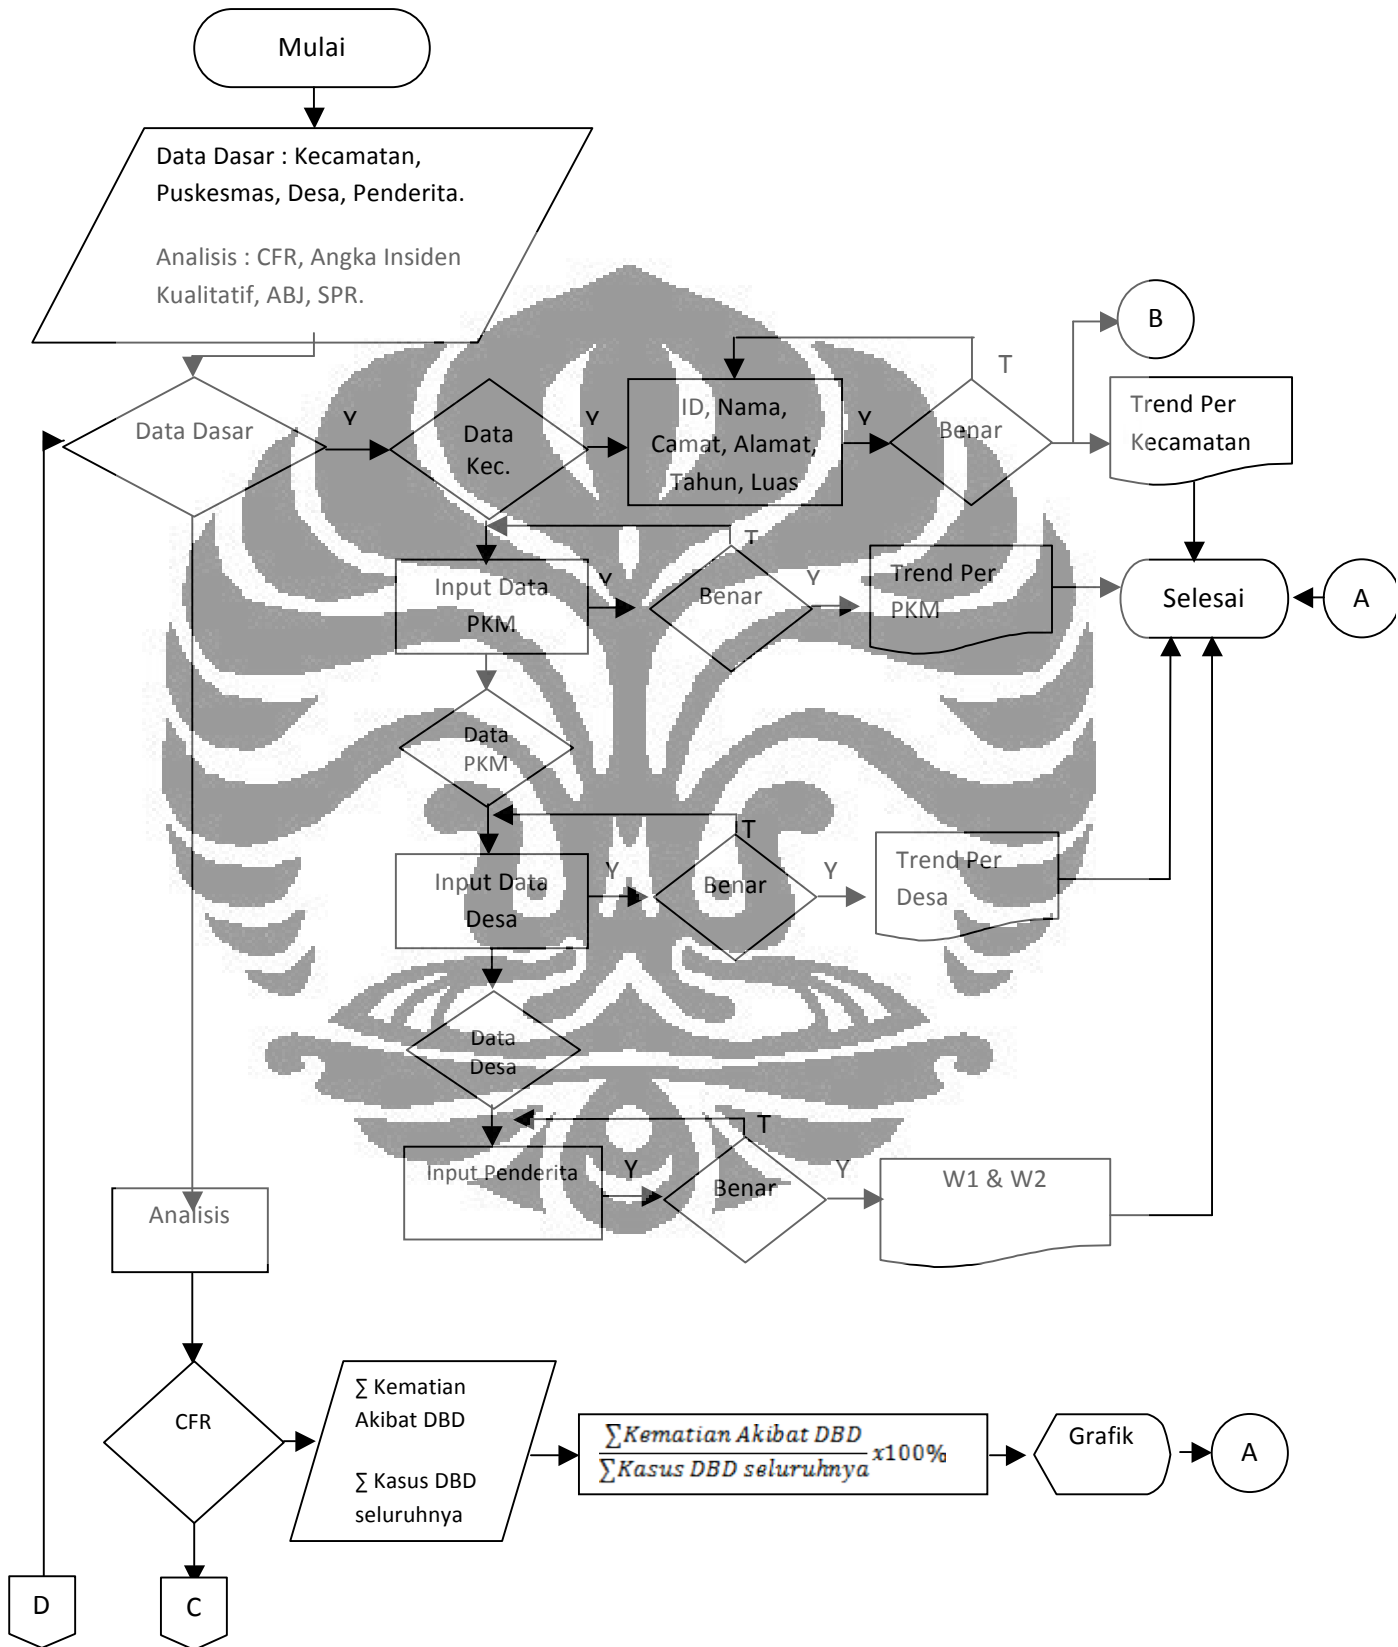 Mulai
Data Dasar : Kecamatan,
Puskesmas, Desa, Penderita.
Analisis : CFR, Angka Insiden
Kualitatif, ABJ, SPR.
B
T
Data Dasar
Y
Data
Kec.
Y
ID, Nama,
Camat, Alamat,
Tahun, Luas
Y
Benar
Trend Per
Kecamatan
T
Input Data
PKM
Y
Benar
Y
Trend Per
PKM
Selesai
A
Data
PKM
T
Input Data
Desa
Y
Benar
Y
Trend Per
Desa
Data
Desa
T
Input Penderita
Y
Benar
Y
W1 & W2
Analisis
CFR
∑ Kematian
Akibat DBD
∑ Kasus DBD
seluruhnya
∑Kematian Akibat DBD
∑Kasus DBD seluruhnya
x100%
Grafik
A
D
C